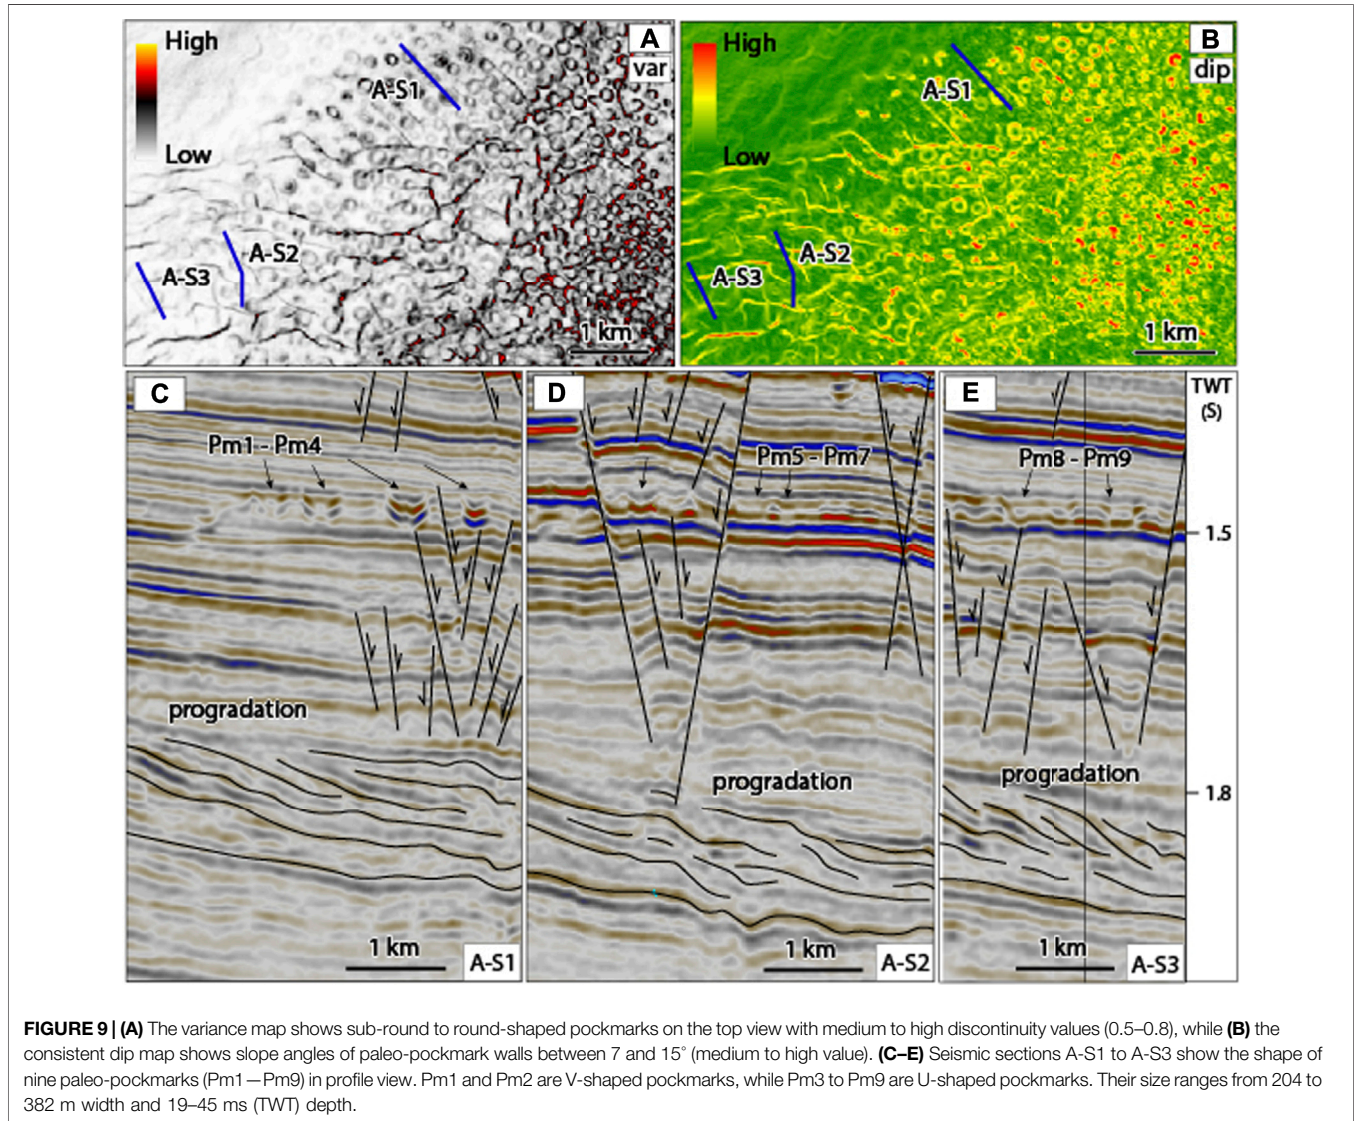 High
Low
A
var
A-S1
A-S2
A-S3
1 km
High
Low
B
dip
A-S1
A-S2
A-S3
1 km
C
Pm1 - Pm4
progradation
1 km
A-S1
D
Pm5 - Pm7
progradation
1 km
A-S2
E
Pm8 - Pm9
progradation
1 km
A-S3
TWT
(S)
1.5
1.8
FIGURE 9 | (A) The variance map shows sub-round to round-shaped pockmarks on the top view with medium to high discontinuity values (0.5–0.8), while (B) the
consistent dip map shows slope angles of paleo-pockmark walls between 7 and 15° (medium to high value). (C–E) Seismic sections A-S1 to A-S3 show the shape of
nine paleo-pockmarks (Pm1—Pm9) in profile view. Pm1 and Pm2 are V-shaped pockmarks, while Pm3 to Pm9 are U-shaped pockmarks. Their size ranges from 204 to
382 m width and 19–45 ms (TWT) depth.